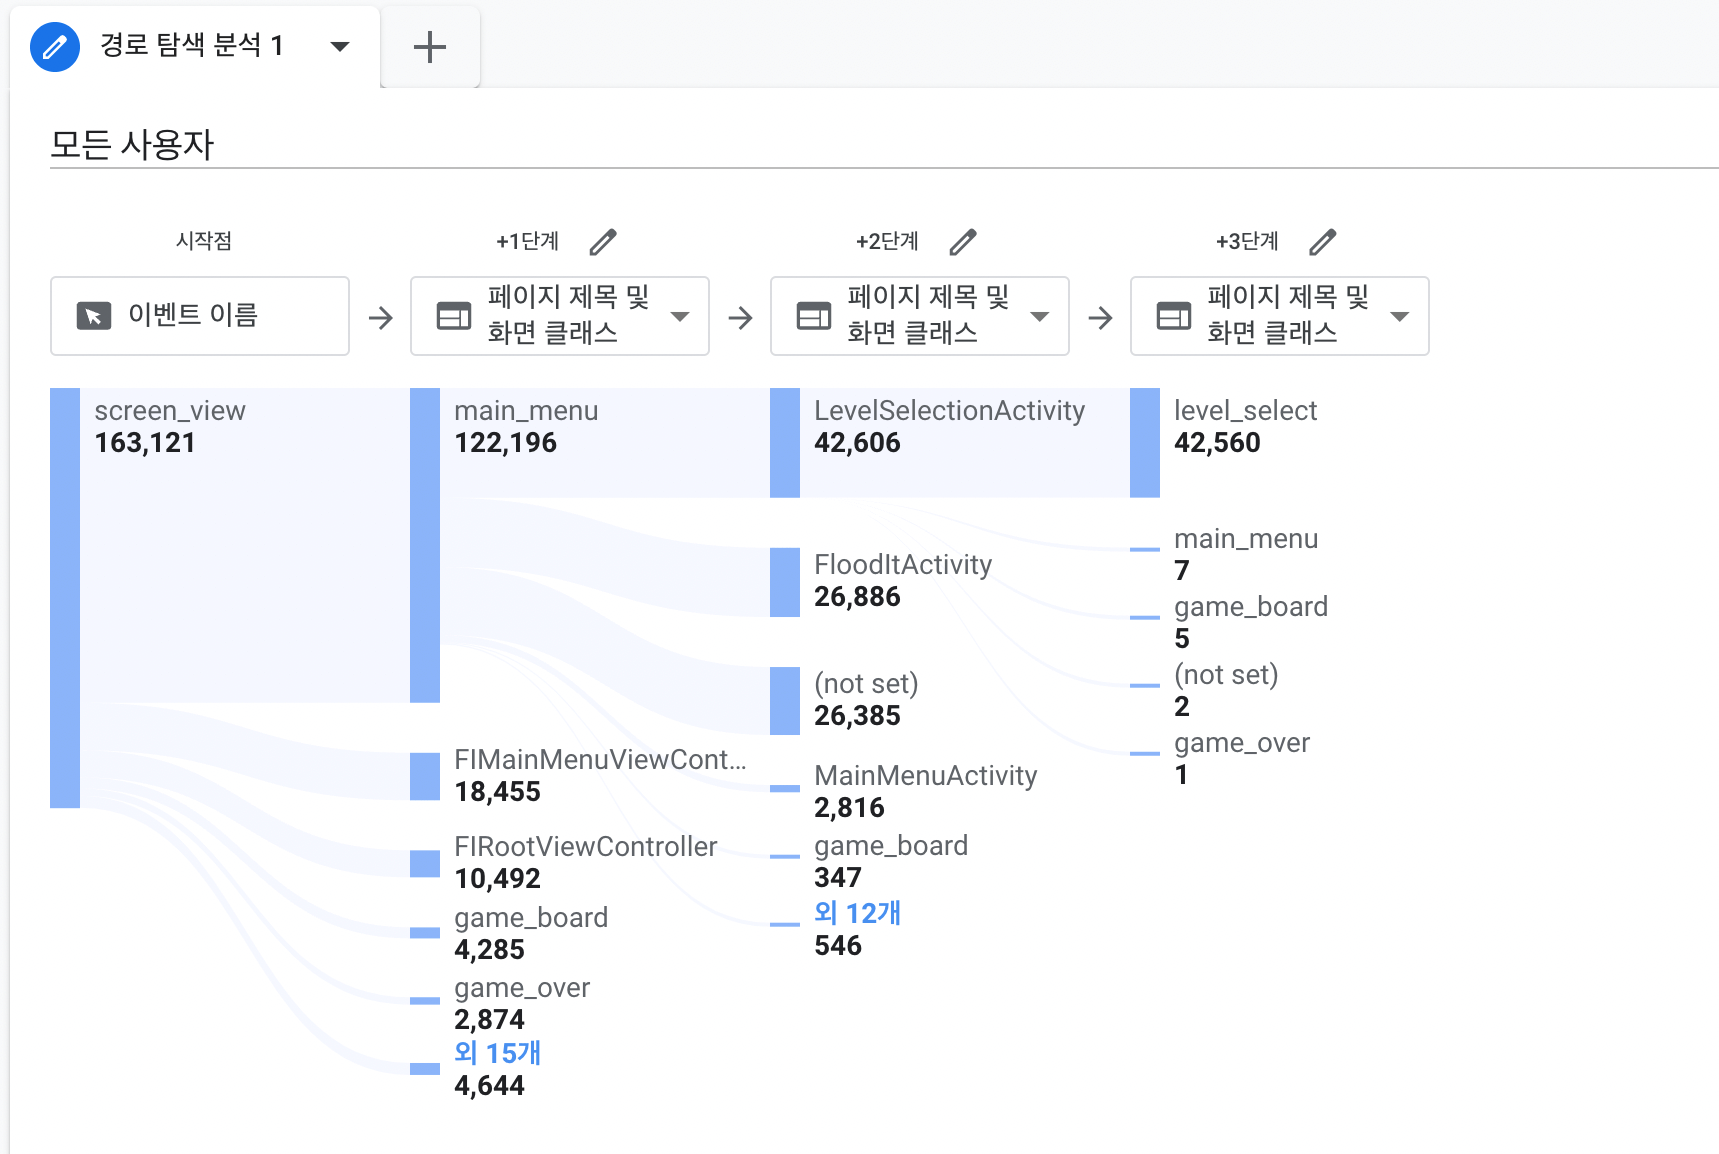 경로 탐색 분석 1
모든 사용자
시작점
+1단계
+2단계
+3단계
이벤트 이름
페이지 제목 및
화면 클래스
페이지 제목 및
화면 클래스
페이지 제목 및
화면 클래스
screen_view
163,121
main_menu
122,196
FIMainMenuViewCont...
18,455
FIRootViewController
10,492
game_board
4,285
game_over
2,874
외 15개
4,644
LevelSelectionActivity
42,606
FloodItActivity
26,886
(not set)
26,385
MainMenuActivity
2,816
game_board
347
외 12개
546
level_select
42,560
main_menu
7
game_board
5
(not set)
2
game_over
1